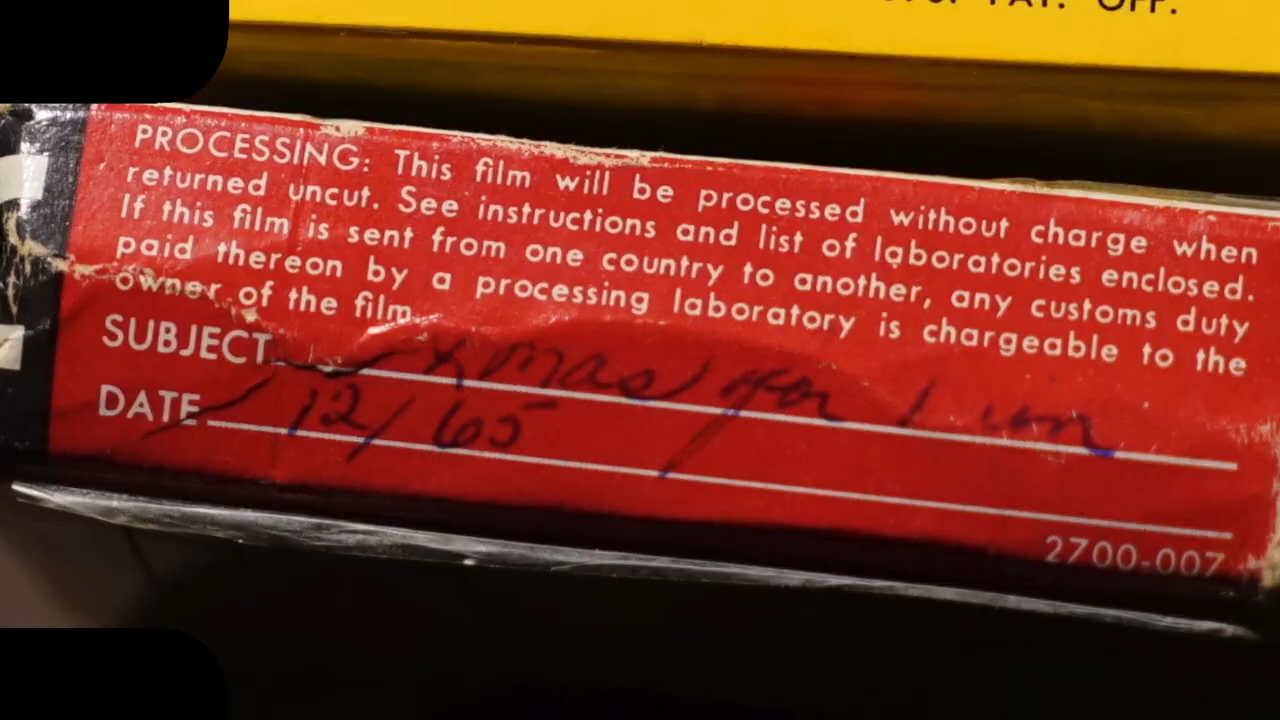 PAT. OFF.
PROCESSING: This film will be processed without charge when
returned uncut. See instructions and list of laboratories enclosed.
If this film is sent from one country to another, any customs duty
paid thereon by a processing laboratory is chargeable to the
owner of the film.
SUBJECT Xmas for
DATE 12/65
2700-007